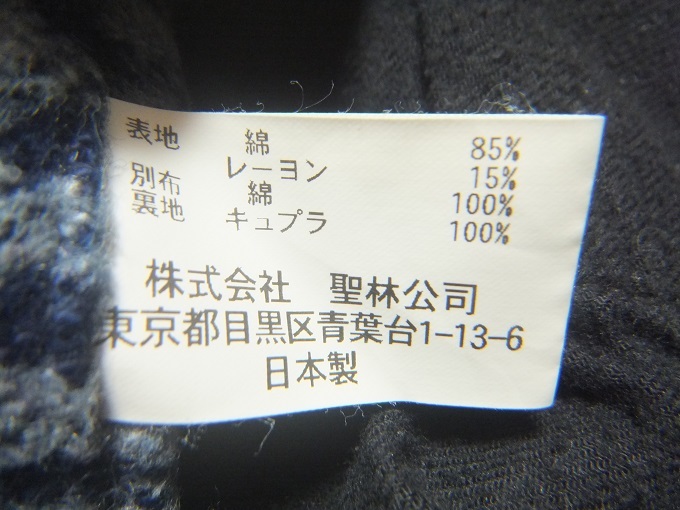 表地 綿 85%
レーヨン 15%
別布 綿 100%
裏地 キュプラ 100%
株式会社 聖林公司
東京都目黒区青葉台1-13-6
日本製